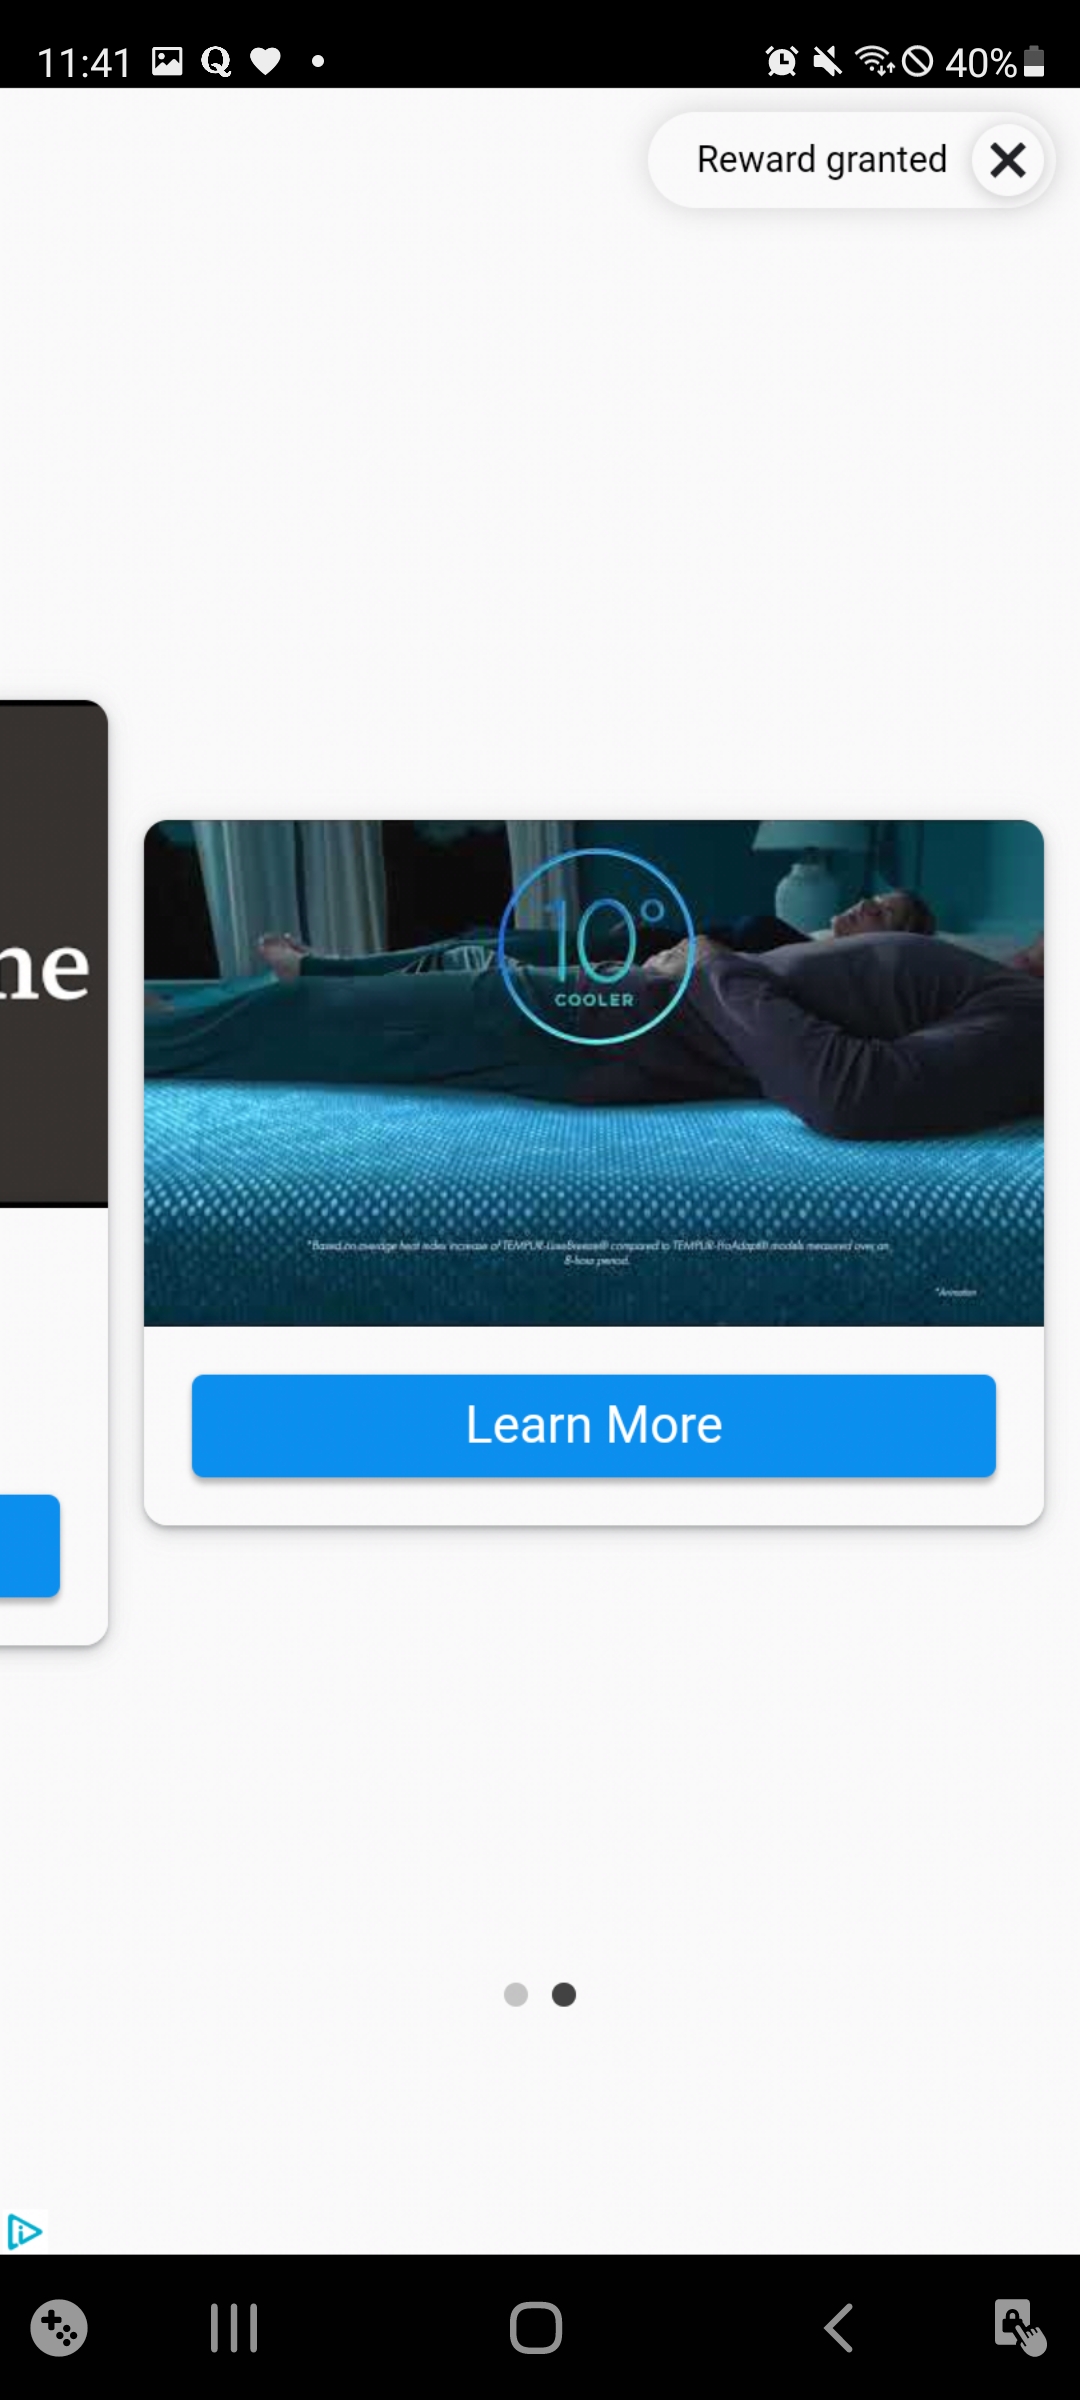 11:41
40%
Reward granted
ne
10°
COOLER
*Based on average heat index increase of TEMPUR-LuxeBreeze® compared to TEMPUR-ProAdapt® models measured over an
8-hour period.
*Animation
Learn More